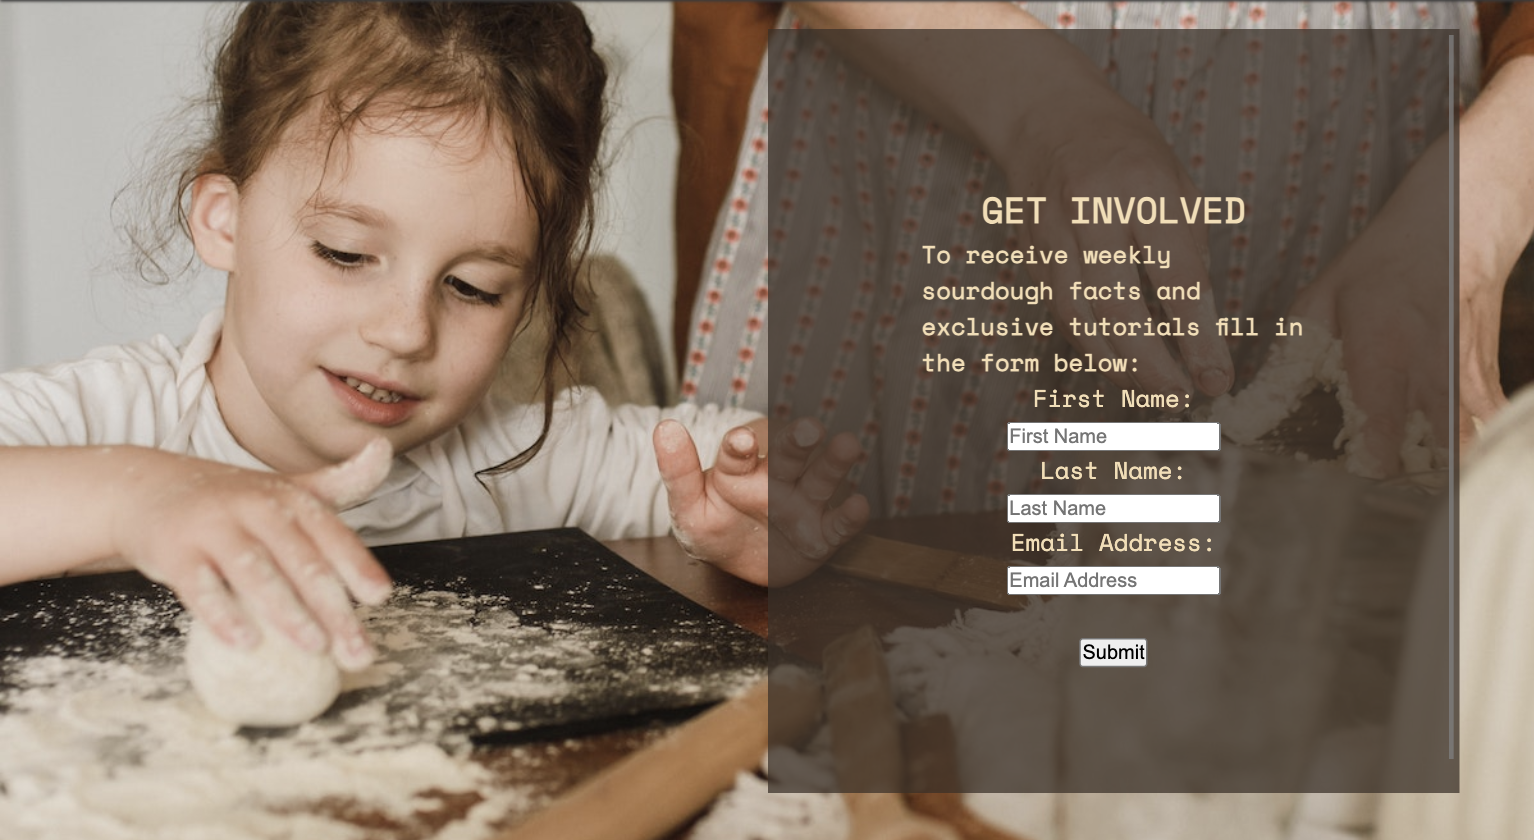 GET INVOLVED
To receive weekly
sourdough facts and
exclusive tutorials fill in
the form below:
First Name:
First Name
Last Name:
Last Name
Email Address:
Email Address
Submit